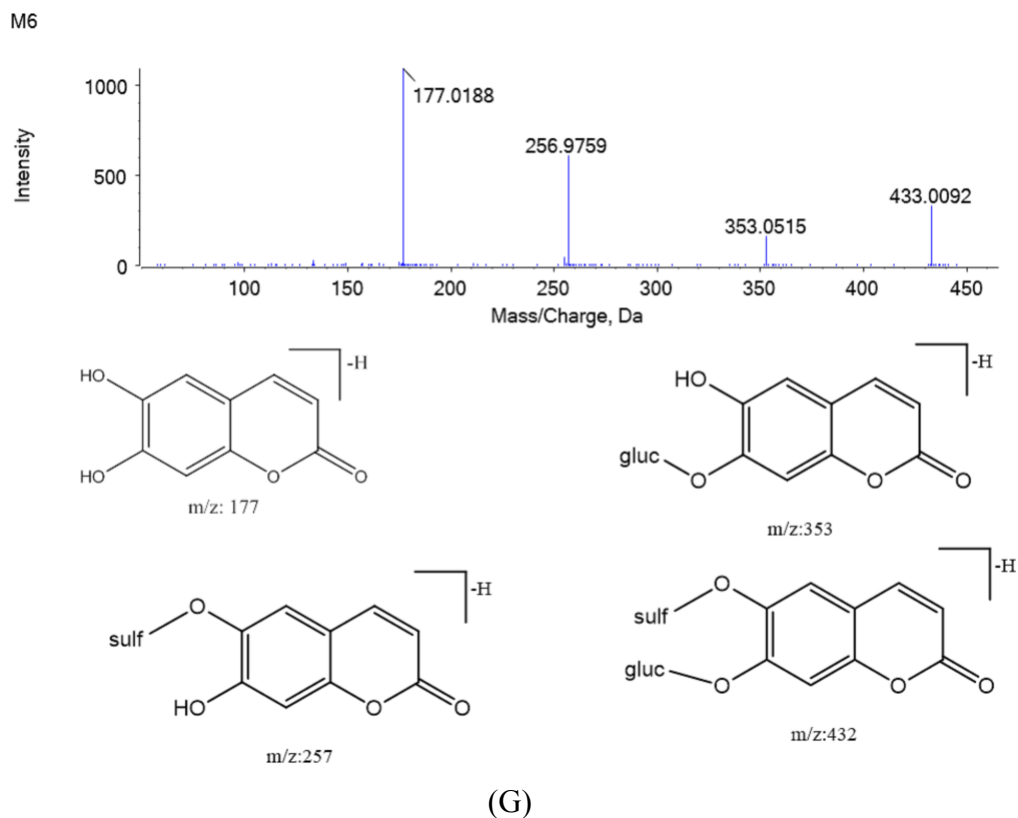 M6
1000
500
0
Intensity
177.0188
256.9759
353.0515
433.0092
100 150 200 250 300 350 400 450
Mass/Charge, Da
HO
HO
O
O
-H
m/z: 177
HO
gluc
O
O
O
-H
m/z:353
O
sulf
HO
O
O
-H
m/z:257
O
sulf
gluc
O
O
O
-H
m/z:432
(G)